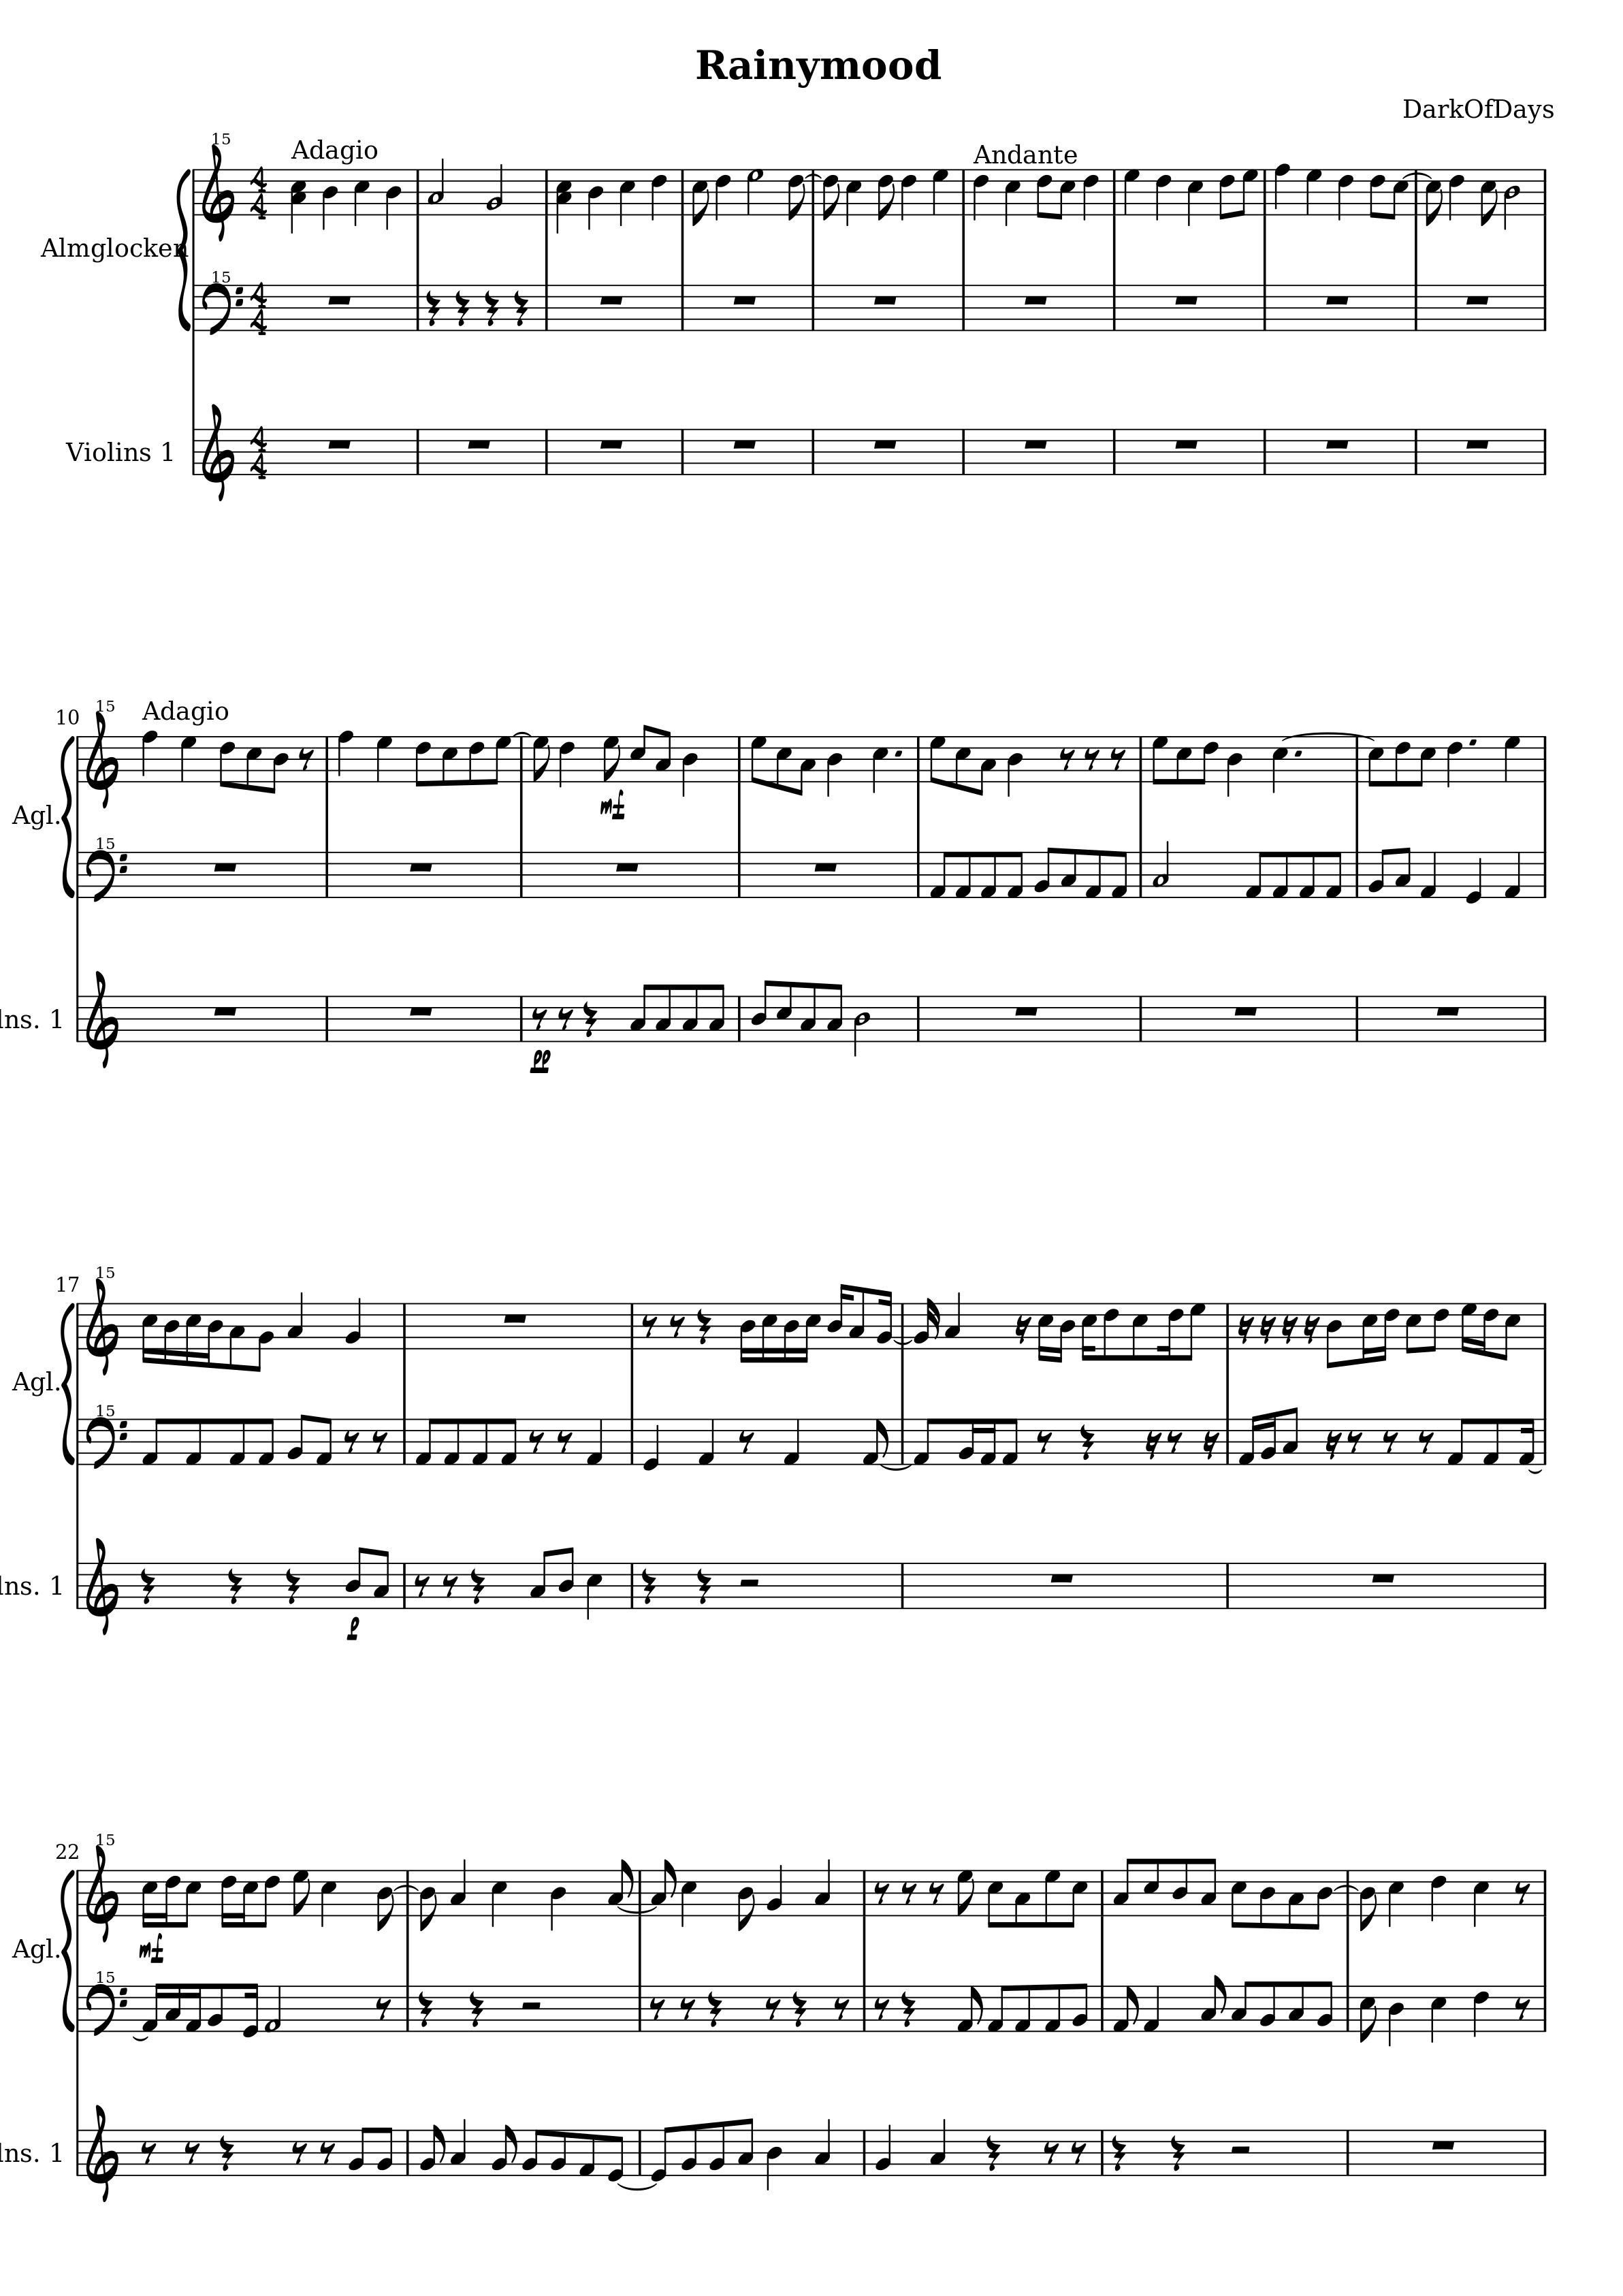 Rainymood
DarkOfDays
15
Adagio
Andante
Almglocken
15
Violins 1
10
15
Adagio
Agl.
mf
15
lns. 1
pp
17
15
Agl.
15
lns. 1
p
22
15
Agl.
mf
15
lns. 1